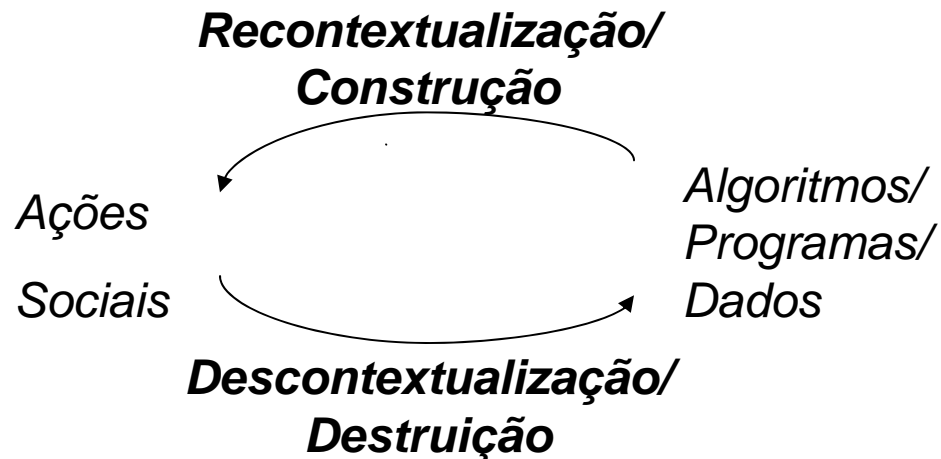 Recontextualização/
Construção
Ações
Sociais
Algoritmos/
Programas/
Dados
Descontextualização/
Destruição